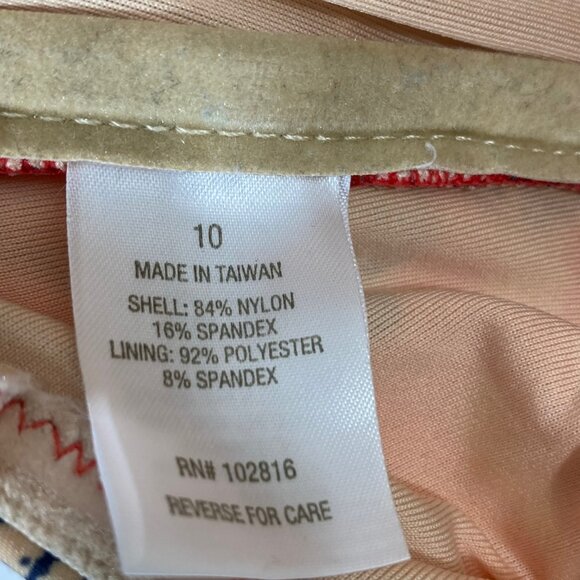 10
MADE IN TAIWAN
SHELL: 84% NYLON
16% SPANDEX
LINING: 92% POLYESTER
8% SPANDEX
RN# 102816
REVERSE FOR CARE